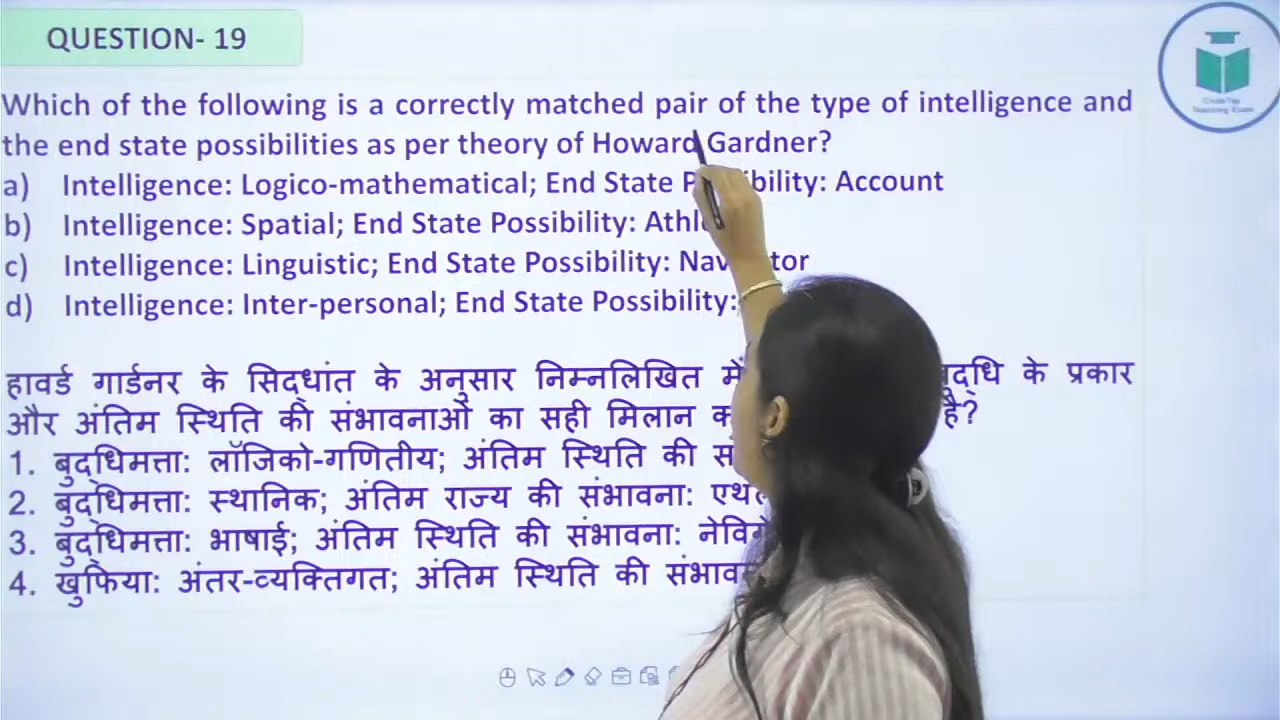 QUESTION- 19
Which of the following is a correctly matched pair of the type of intelligence and
the end state possibilities as per theory of Howard Gardner?
a) Intelligence: Logico-mathematical; End State P bility: Account
b) Intelligence: Spatial; End State Possibility:
c) Intelligence: Linguistic; End State Possibility:
d) Intelligence: Inter-personal; End State Possibility:
हावर्ड गार्डनर के सिद्धांत के अनुसार निम्नलिखित में के प्रकार
और अंतिम स्थिति की संभावनाओं का सही मिलान है?
1. बुद्धिमत्ता: लॉजिको-गणितीय; अंतिम स्थिति की
2. बुद्धिमत्ता: स्थानिक; अंतिम राज्य की संभावना:
3. बुद्धिमत्ता: भाषाई; अंतिम स्थिति की संभावना:
4. खुफिया: अंतर-व्यक्तिगत; अंतिम स्थिति की